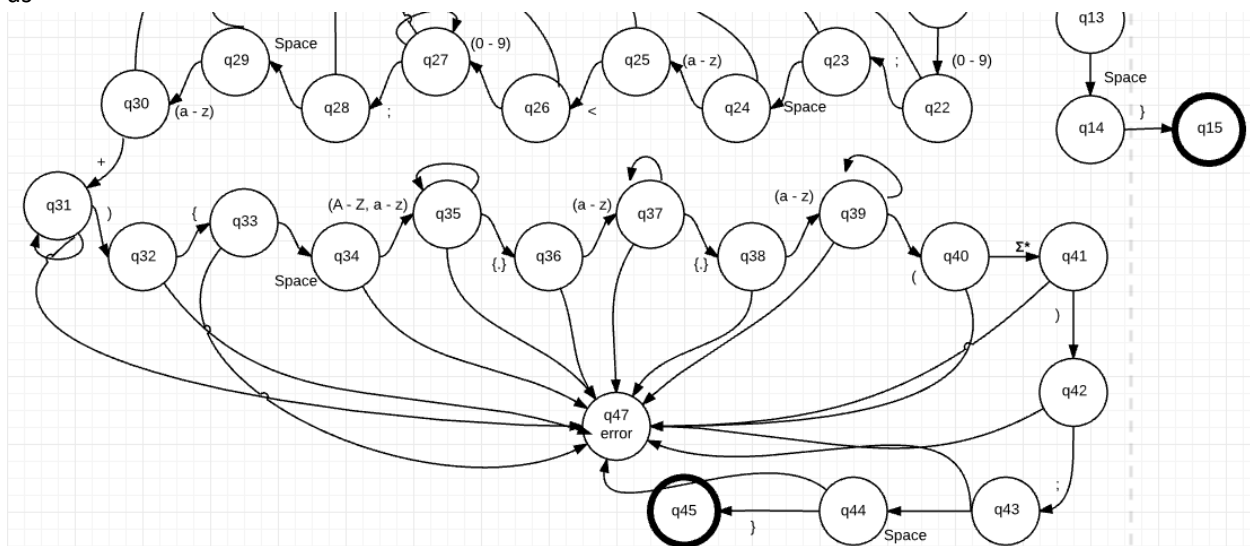 q13
Space
q29
q27
(0 - 9)
q25
(a - z)
q23
;
(0 - 9)
Space
q30
(a - z)
q28
;
q26
<
q24
Space
q22
q14
}
q15
+
q31
)
{
q33
(A - Z, a - z)
q35
(a - z)
q37
(a - z)
q39
q32
q34
Space
{.}
q36
{.}
q38
(
q40
Σ*
q41
)
q42
q47
error
;
q45
}
q44
Space
q43